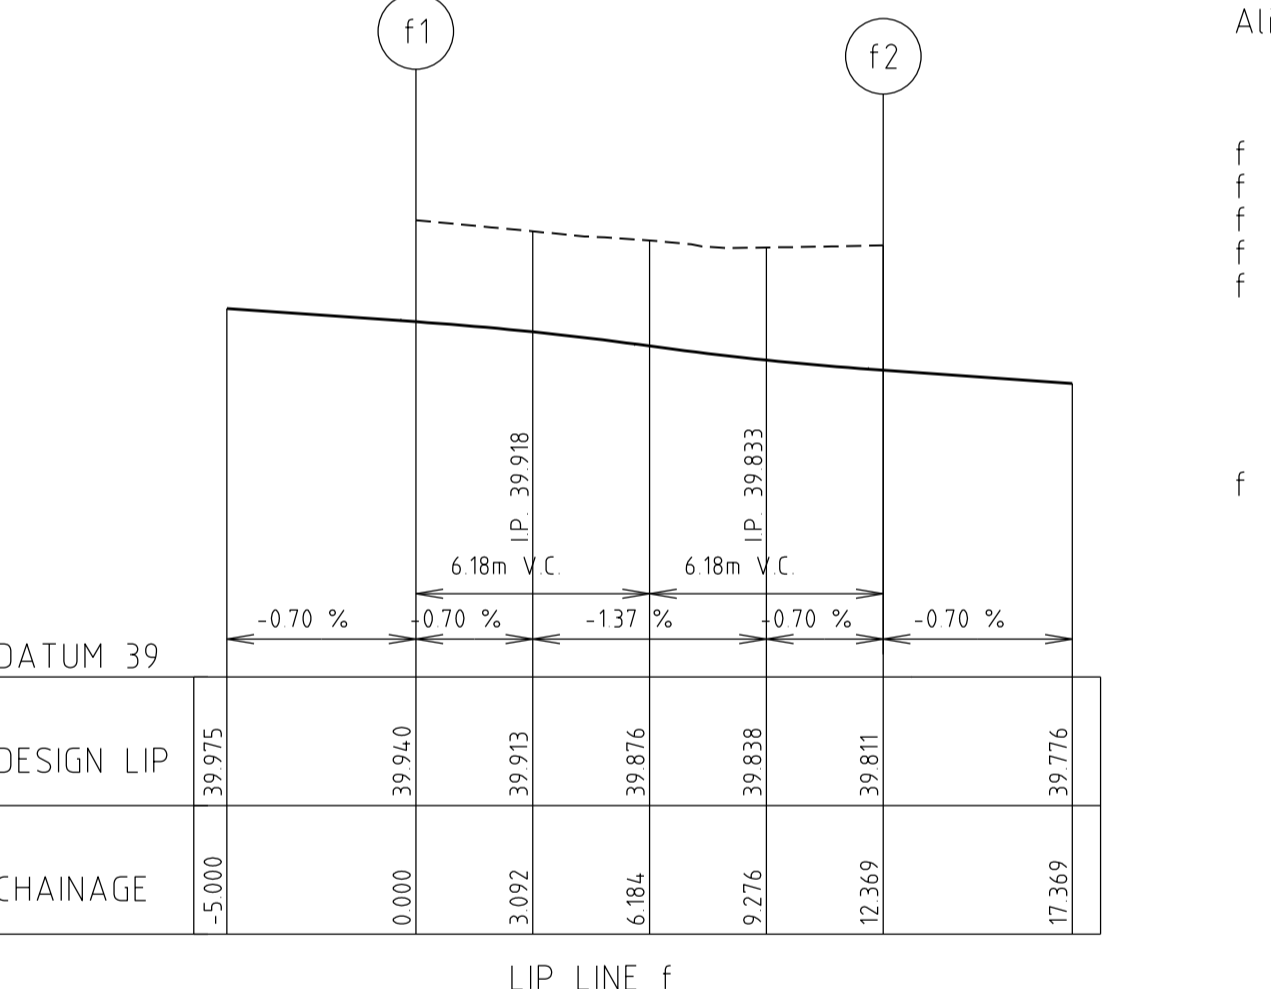 f1
f2
Ali
f
f
f
f
f
f
I.P. 39.918
I.P. 39.833
6.18m V.C.
6.18m V.C.
-0.70 %
-0.70 %
-1.37 %
-0.70 %
-0.70 %
DATUM 39
DESIGN LIP 39.975 39.940 39.913 39.876 39.838 39.811 39.776
CHAINAGE -5.000 0.000 3.092 6.184 9.276 12.369 17.369
LIP LINE f